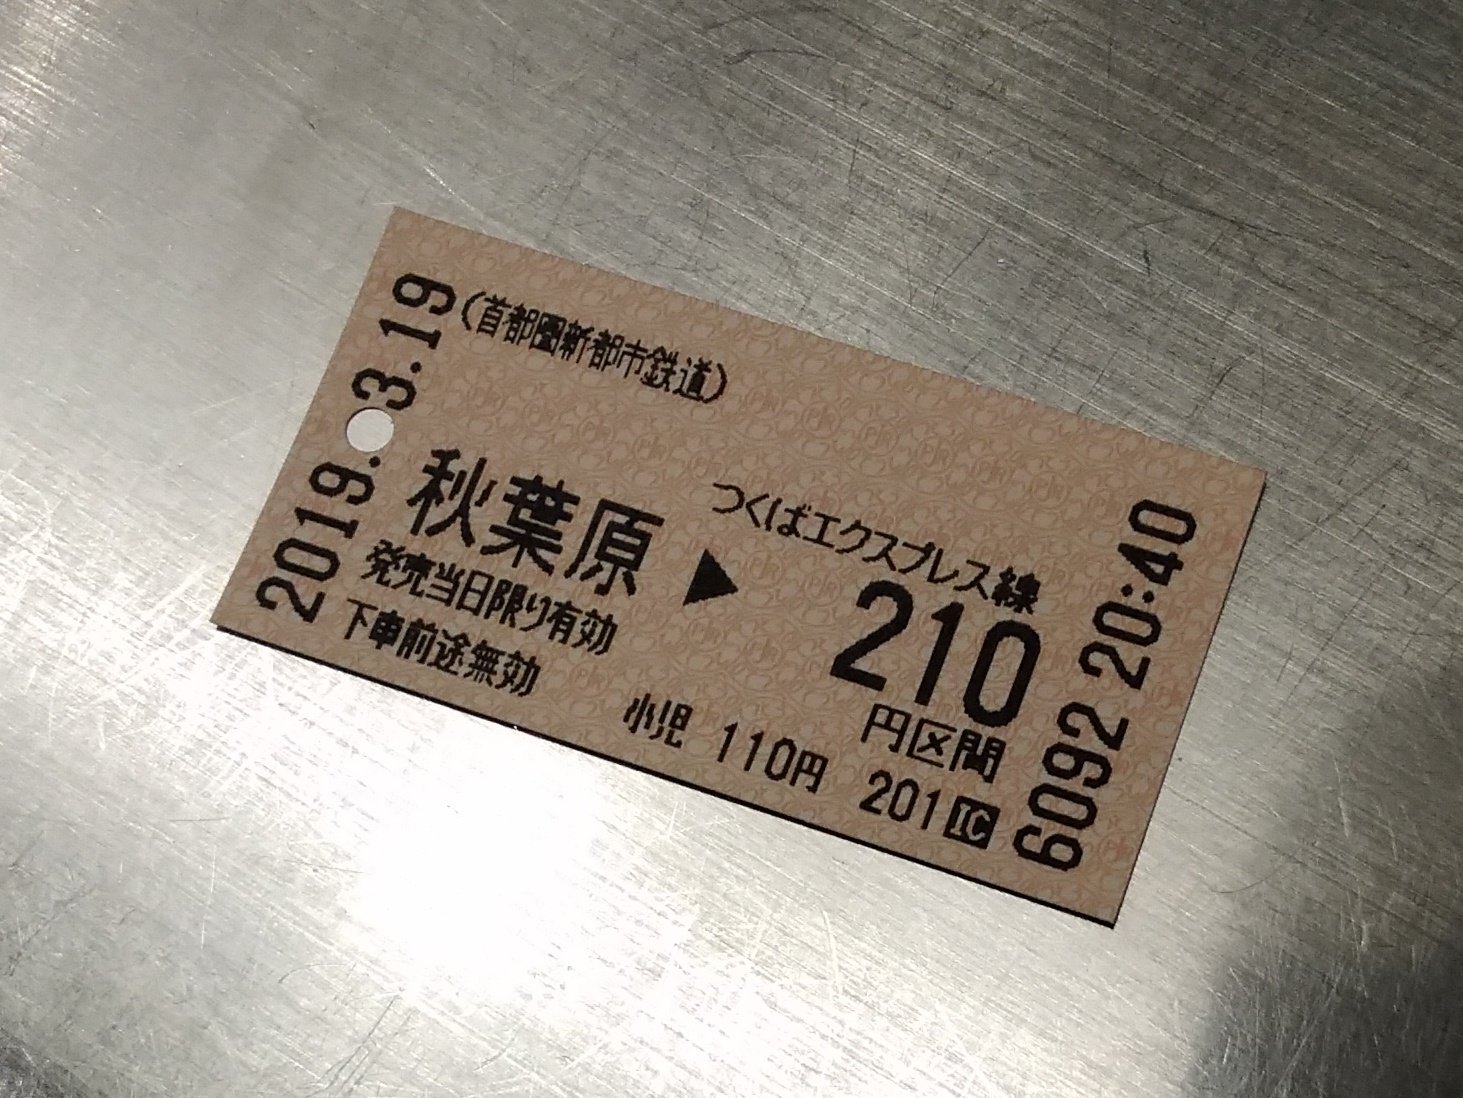 (首都圏新都市鉄道)
2019.-3.19
秋葉原 ▶ つくばエクスプレス線
210
円区間
発売当日限り有効
下車前途無効
小児 110円 201 IC
6092 20:40